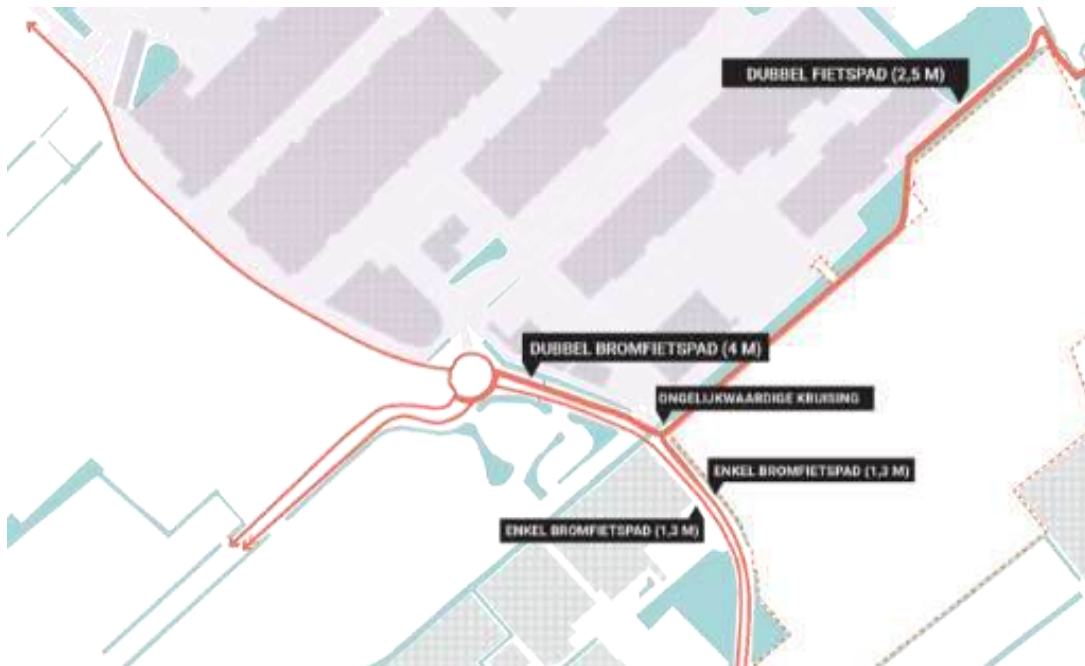 DUBBEL FIETSPAD (2,5 M)
DUBBEL BROMFIETSPAD (4 M)
ONGELIJKWAARDIGE KRUISING
ENKEL BROMFIETSPAD (1,3 M)
ENKEL BROMFIETSPAD (1,3 M)